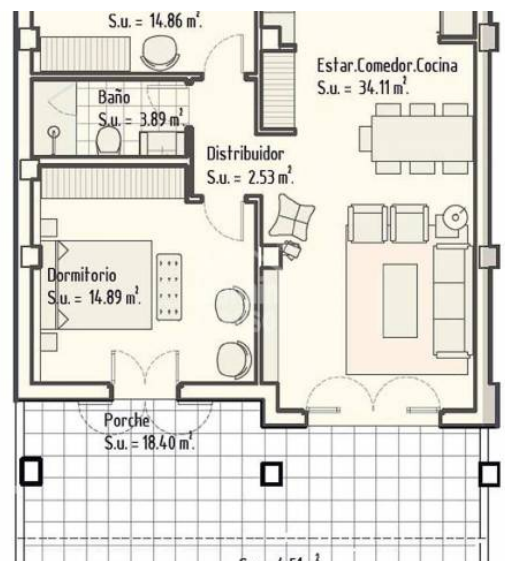 S.u. = 14.86 m².
Estar.Comedor.Cocina
S.u. = 34.11 m².
Baño
S.u. = 3.89 m².
Distribuidor
S.u. = 2.53 m².
Dormitorio
S.u. = 14.89 m².
Porche
S.u. = 18.40 m².